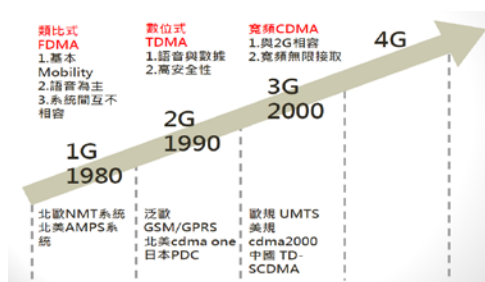 類比式
FDMA
1.基本
Mobility
2.語音為主
3.系統間互不
相容
數位式
TDMA
1.語音與數據
2.高安全性
寬頻CDMA
1.與2G相容
2.寬頻無限接取
4G
3G
2000
2G
1990
1G
1980
北歐NMT系統
北美AMPS系
統
泛歐
GSM/GPRS
北美cdma one
日本PDC
歐規 UMTS
美規
cdma2000
中國 TD-
SCDMA